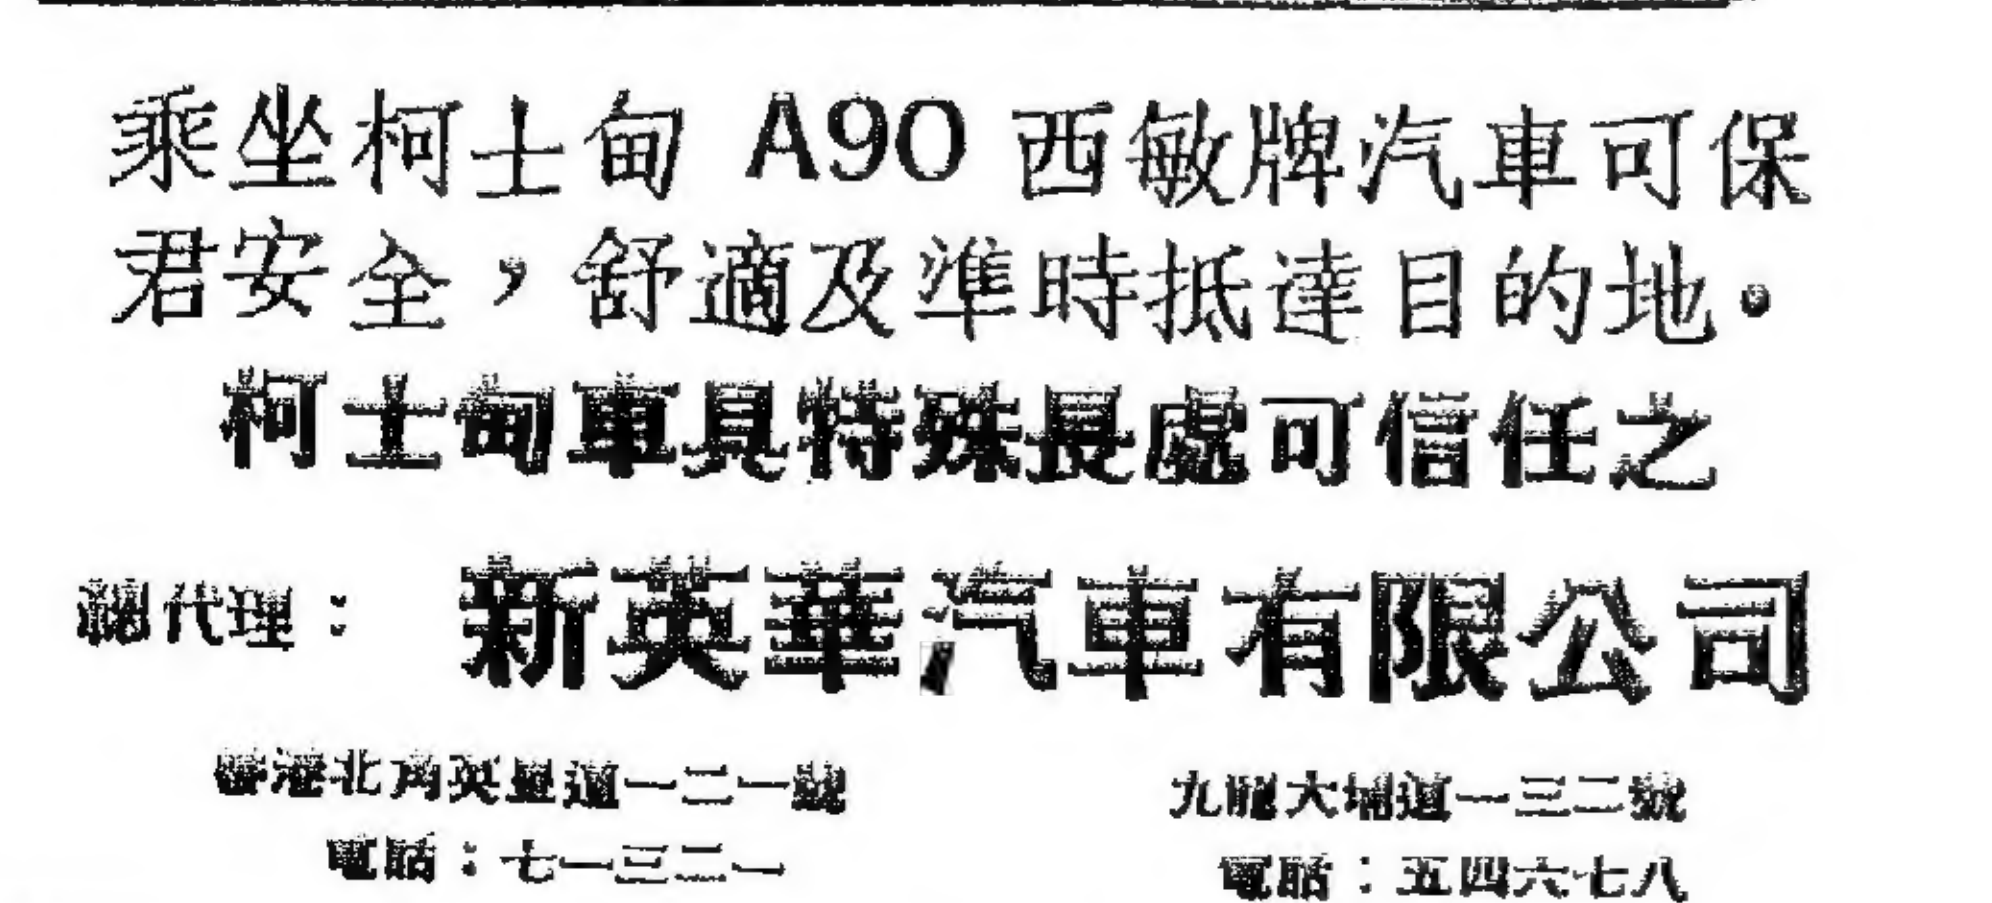 乘坐柯士甸 A90 西敏牌汽車可保
君安全，舒適及準時抵達目的地。
柯士甸車具特殊長處可信任之
總代理：新英華汽車有限公司
香港北角英皇道一二一號
九龍大埔道一三二號
電話：七一三二一
電話：五四六七八